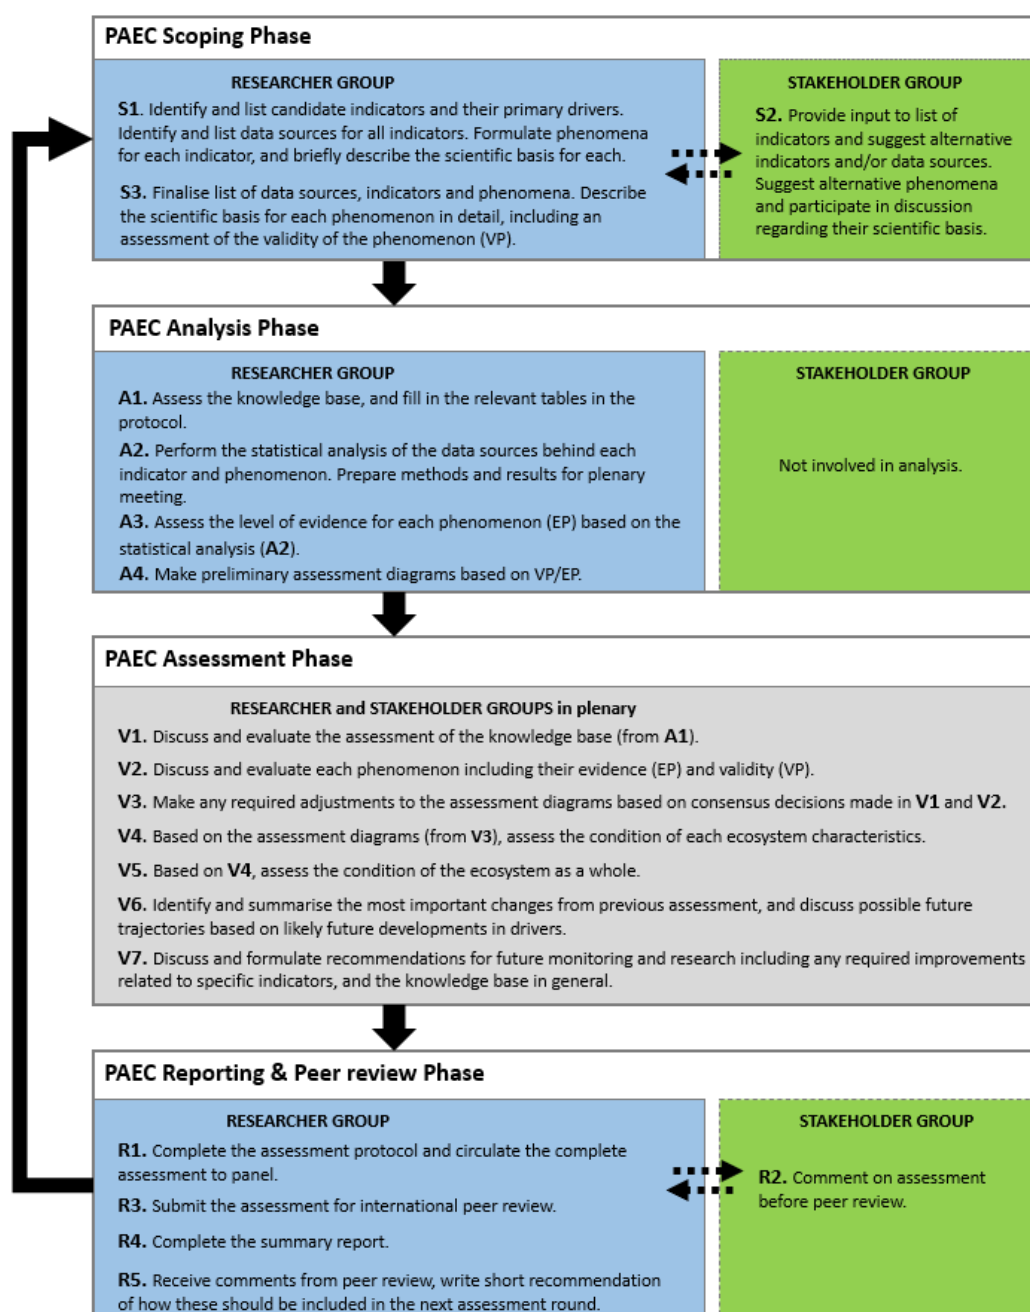 PAEC Scoping Phase
RESEARCHER GROUP
S1. Identify and list candidate indicators and their primary drivers.
Identify and list data sources for all indicators. Formulate phenomena
for each indicator, and briefly describe the scientific basis for each.
S3. Finalise list of data sources, indicators and phenomena. Describe
the scientific basis for each phenomenon in detail, including an
assessment of the validity of the phenomenon (VP).
STAKEHOLDER GROUP
S2. Provide input to list of
indicators and suggest alternative
indicators and/or data sources.
Suggest alternative phenomena
and participate in discussion
regarding their scientific basis.
PAEC Analysis Phase
RESEARCHER GROUP
A1. Assess the knowledge base, and fill in the relevant tables in the
protocol.
A2. Perform the statistical analysis of the data sources behind each
indicator and phenomenon. Prepare methods and results for plenary
meeting.
A3. Assess the level of evidence for each phenomenon (EP) based on the
statistical analysis (A2).
A4. Make preliminary assessment diagrams based on VP/EP.
STAKEHOLDER GROUP
Not involved in analysis.
PAEC Assessment Phase
RESEARCHER and STAKEHOLDER GROUPS in plenary
V1. Discuss and evaluate the assessment of the knowledge base (from A1).
V2. Discuss and evaluate each phenomenon including their evidence (EP) and validity (VP).
V3. Make any required adjustments to the assessment diagrams based on consensus decisions made in V1 and V2.
V4. Based on the assessment diagrams (from V3), assess the condition of each ecosystem characteristics.
V5. Based on V4, assess the condition of the ecosystem as a whole.
V6. Identify and summarise the most important changes from previous assessment, and discuss possible future
trajectories based on likely future developments in drivers.
V7. Discuss and formulate recommendations for future monitoring and research including any required improvements
related to specific indicators, and the knowledge base in general.
PAEC Reporting & Peer review Phase
RESEARCHER GROUP
R1. Complete the assessment protocol and circulate the complete
assessment to panel.
R3. Submit the assessment for international peer review.
R4. Complete the summary report.
R5. Receive comments from peer review, write short recommendation
of how these should be included in the next assessment round.
STAKEHOLDER GROUP
R2. Comment on assessment
before peer review.